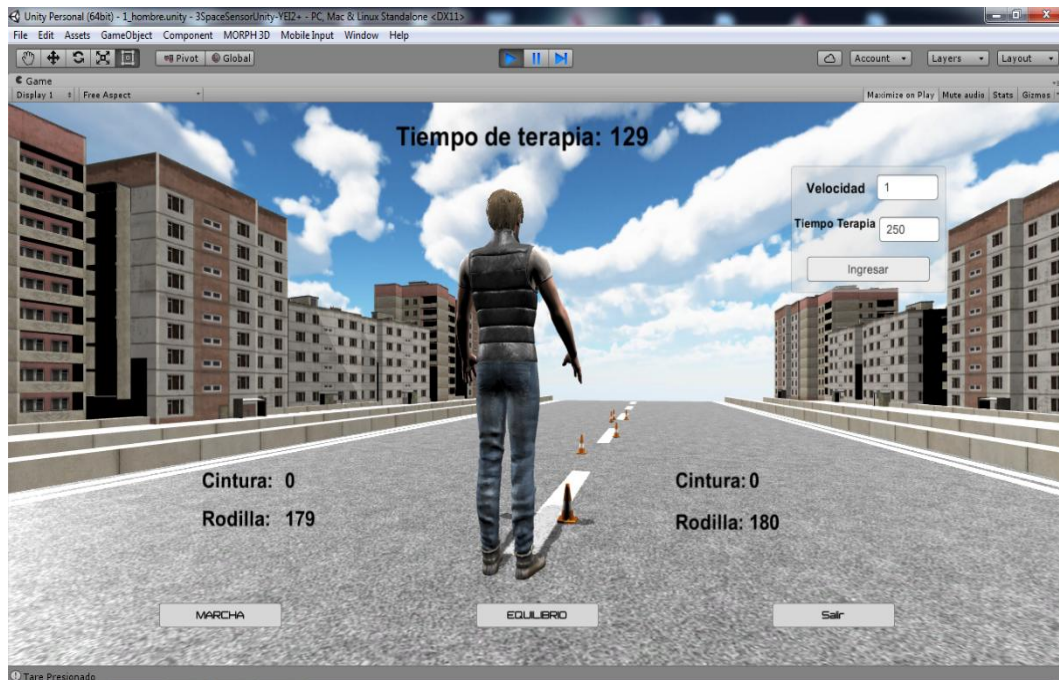 Unity Personal (64bit) - 1_hombre.unity - 3SpaceSensorUnity-YEI2+ - PC, Mac & Linux Standalone <DX11>
File Edit Assets GameObject Component MORPH 3D Mobile Input Window Help
Pivot Global Account Layers Layout
Game
Display 1 Free Aspect Maximize on Play Mute audio Stats Gizmos
Tiempo de terapia: 129
Velocidad 1
Tiempo Terapia 250
Ingresar
Cintura: 0 Cintura: 0
Rodilla: 179 Rodilla: 180
MARCHA EQUILIBRIO Salir
Tare Presionado